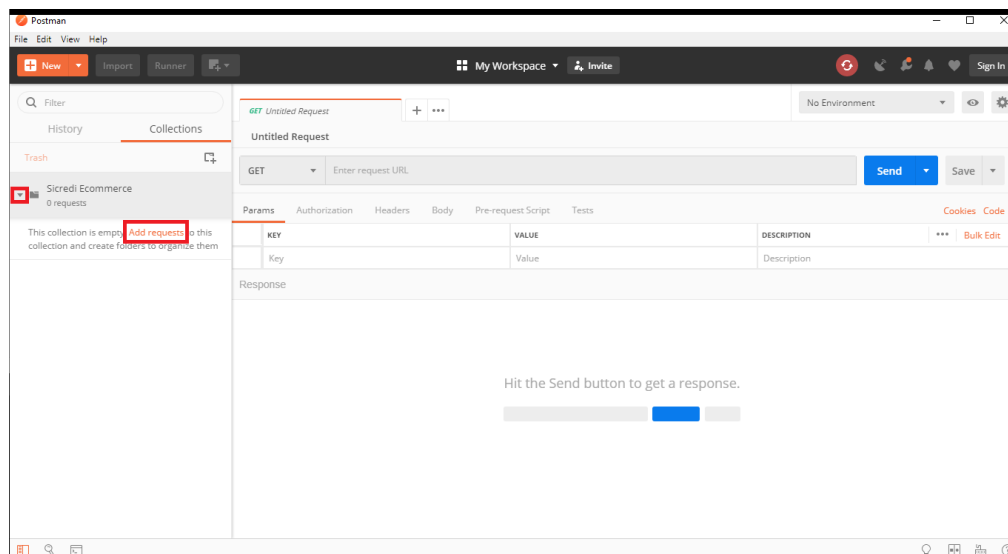 Postman
File Edit View Help
New Import Runner My Workspace Invite Sign In
Filter
History Collections
Trash
Sicredi Ecommerce
0 requests
This collection is empty Add requests to this
collection and create folders to organize them
GET Untitled Request + •••
No Environment
Untitled Request
GET Enter request URL Send Save
Params Authorization Headers Body Pre-request Script Tests Cookies Code
KEY VALUE DESCRIPTION ••• Bulk Edit
Key Value Description
Response
Hit the Send button to get a response.